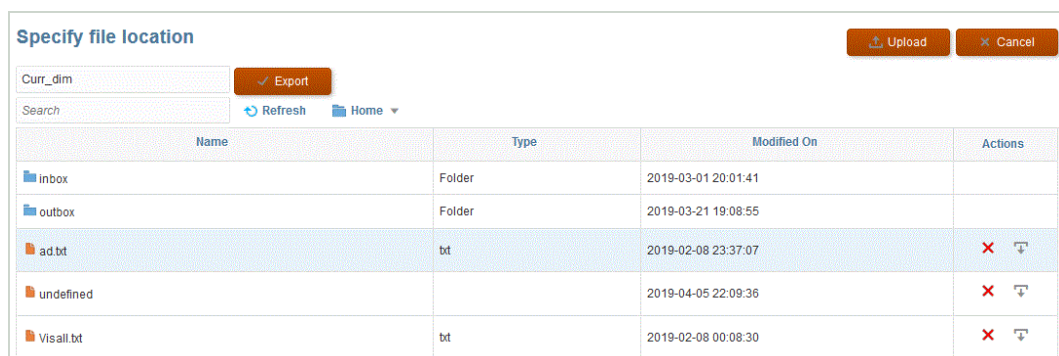 Specify file location
Upload
Cancel
Curr_dim
Export
Search
Refresh
Home
Name Type Modified On Actions
inbox Folder 2019-03-01 20:01:41
outbox Folder 2019-03-21 19:08:55
ad.txt txt 2019-02-08 23:37:07
undefined 2019-04-05 22:09:36
Visall.txt txt 2019-02-08 00:08:30